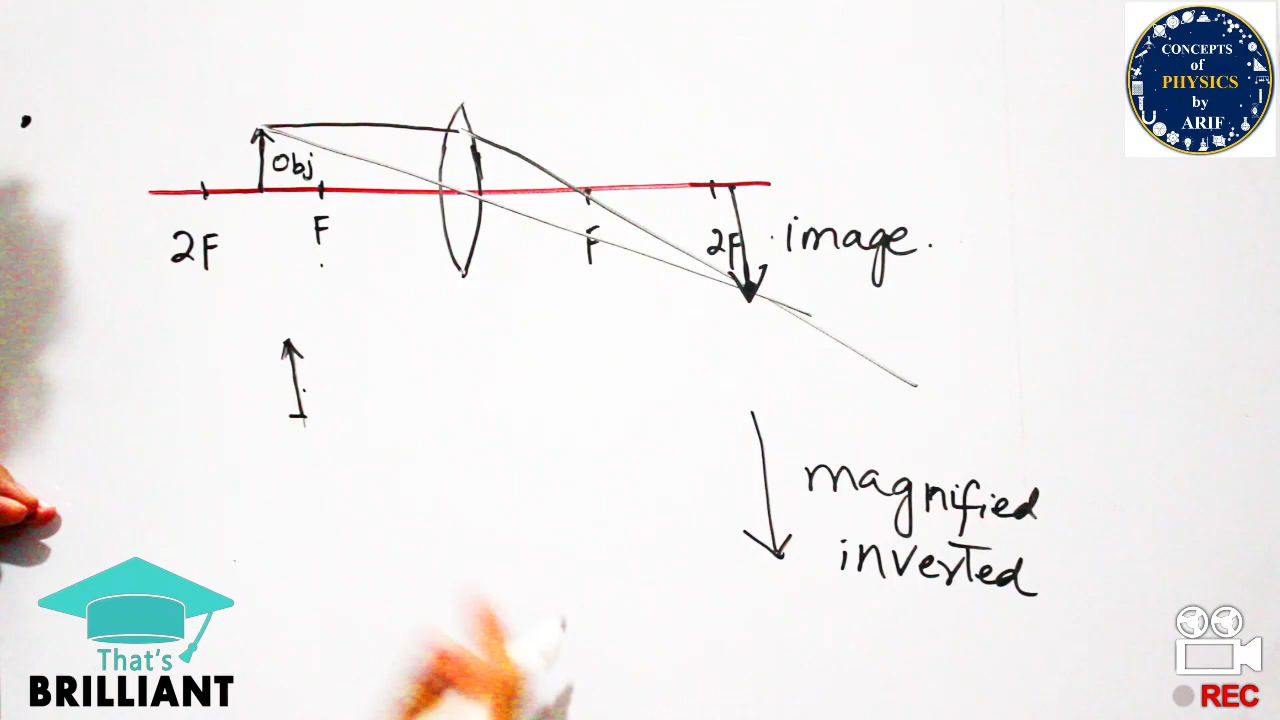 CONCEPTS
of
PHYSICS
by
ARIF
Obj
2F
F
F
2F
image.
magnified
inverted
That's
BRILLIANT
REC